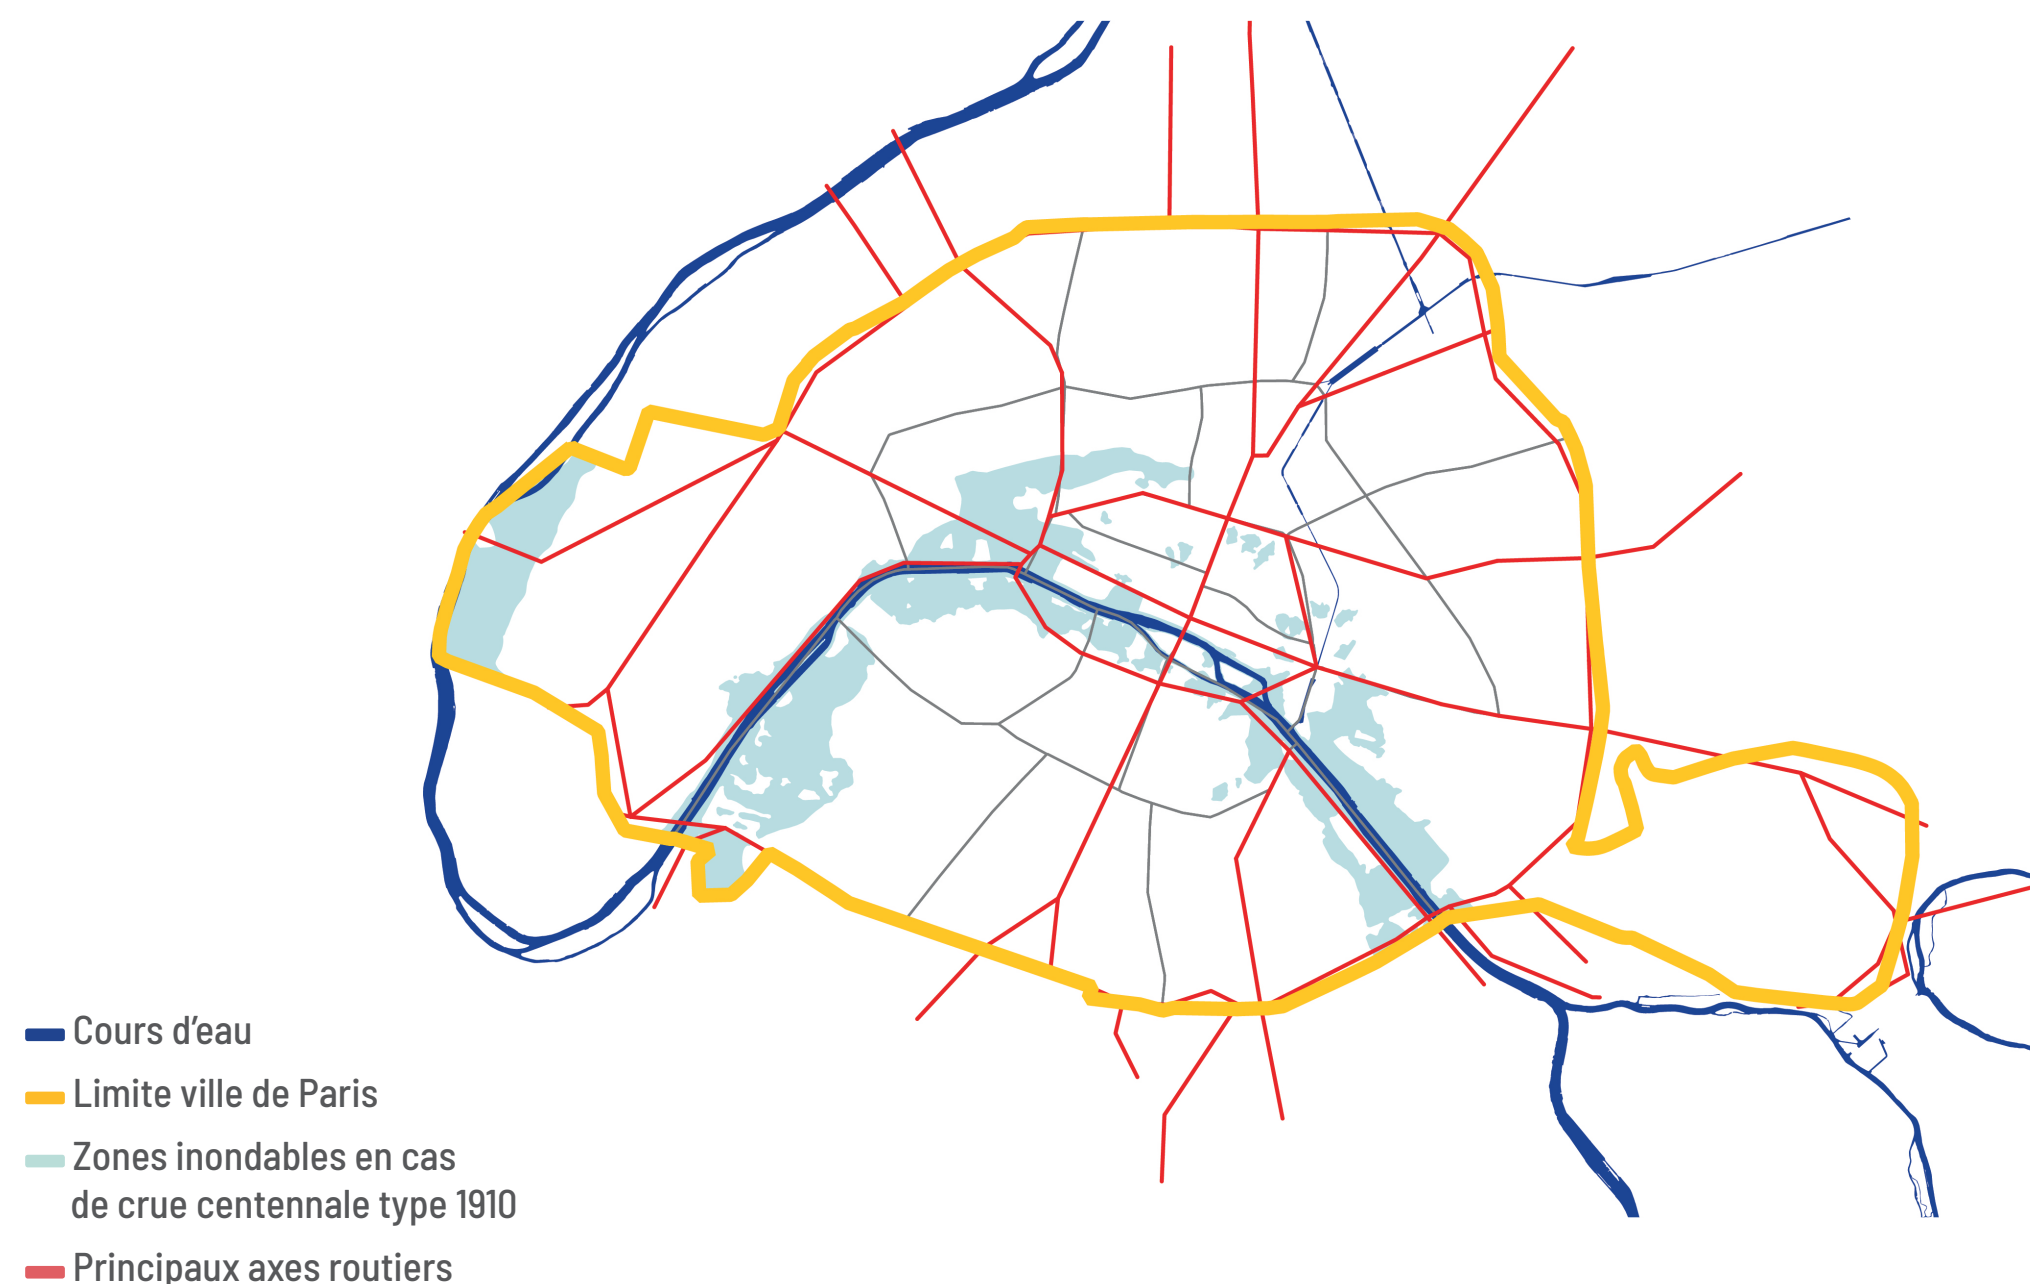 Cours d’eau
Limite ville de Paris
Zones inondables en cas
de crue centennale type 1910
Principaux axes routiers